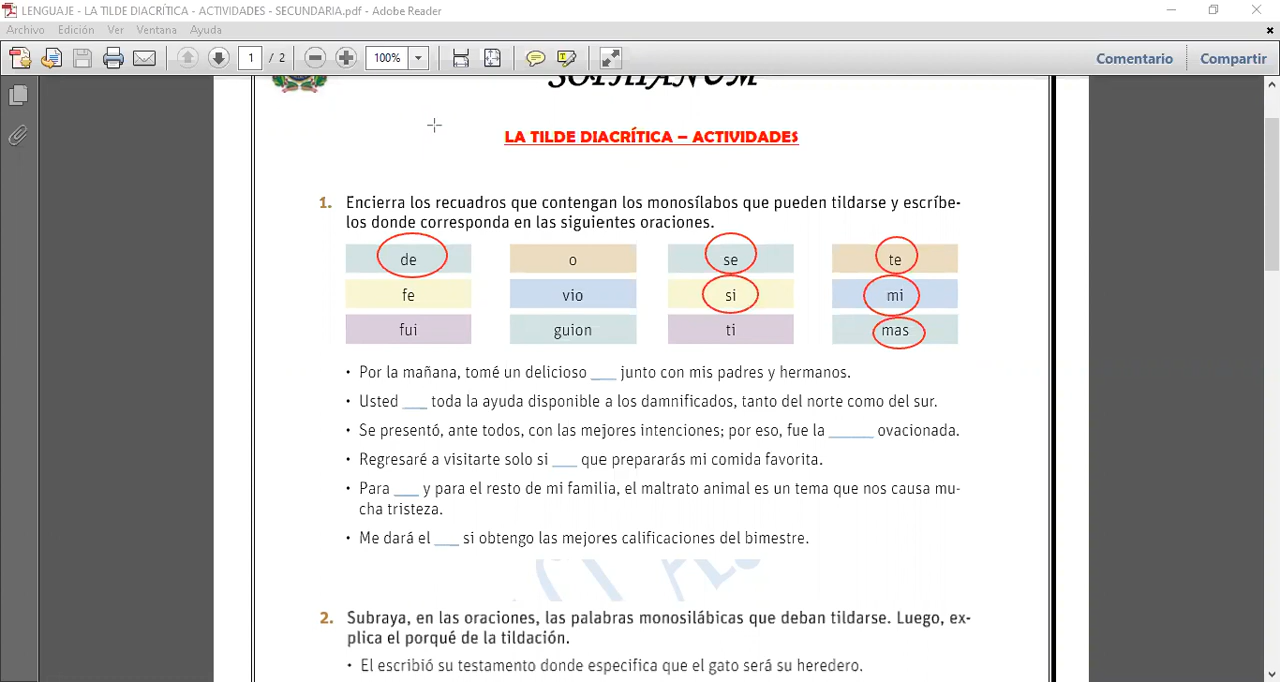 LENGUAJE - LA TILDE DIACRÍTICA - ACTIVIDADES - SECUNDARIA.pdf - Adobe Reader
Archivo Edición Ver Ventana Ayuda
1 / 2 100% Comentario Compartir
SOPHIANUM
LA TILDE DIACRÍTICA – ACTIVIDADES
1. Encierra los recuadros que contengan los monosílabos que pueden tildarse y escríbe-
los donde corresponda en las siguientes oraciones.
de o se te
fe vio si mi
fui guion ti mas
• Por la mañana, tomé un delicioso ___ junto con mis padres y hermanos.
• Usted ___ toda la ayuda disponible a los damnificados, tanto del norte como del sur.
• Se presentó, ante todos, con las mejores intenciones; por eso, fue la _____ ovacionada.
• Regresaré a visitarte solo si ___ que prepararás mi comida favorita.
• Para ___ y para el resto de mi familia, el maltrato animal es un tema que nos causa mu-
cha tristeza.
• Me dará el ___ si obtengo las mejores calificaciones del bimestre.
2. Subraya, en las oraciones, las palabras monosilábicas que deban tildarse. Luego, ex-
plica el porqué de la tildación.
• El escribió su testamento donde especifica que el gato será su heredero.